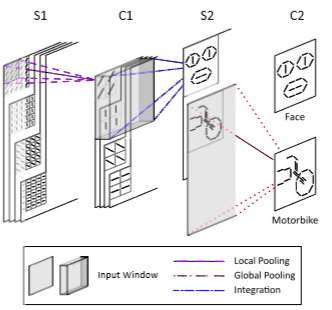 S1 C1 S2 C2
Face
Motorbike
Input Window
Local Pooling
Global Pooling
Integration